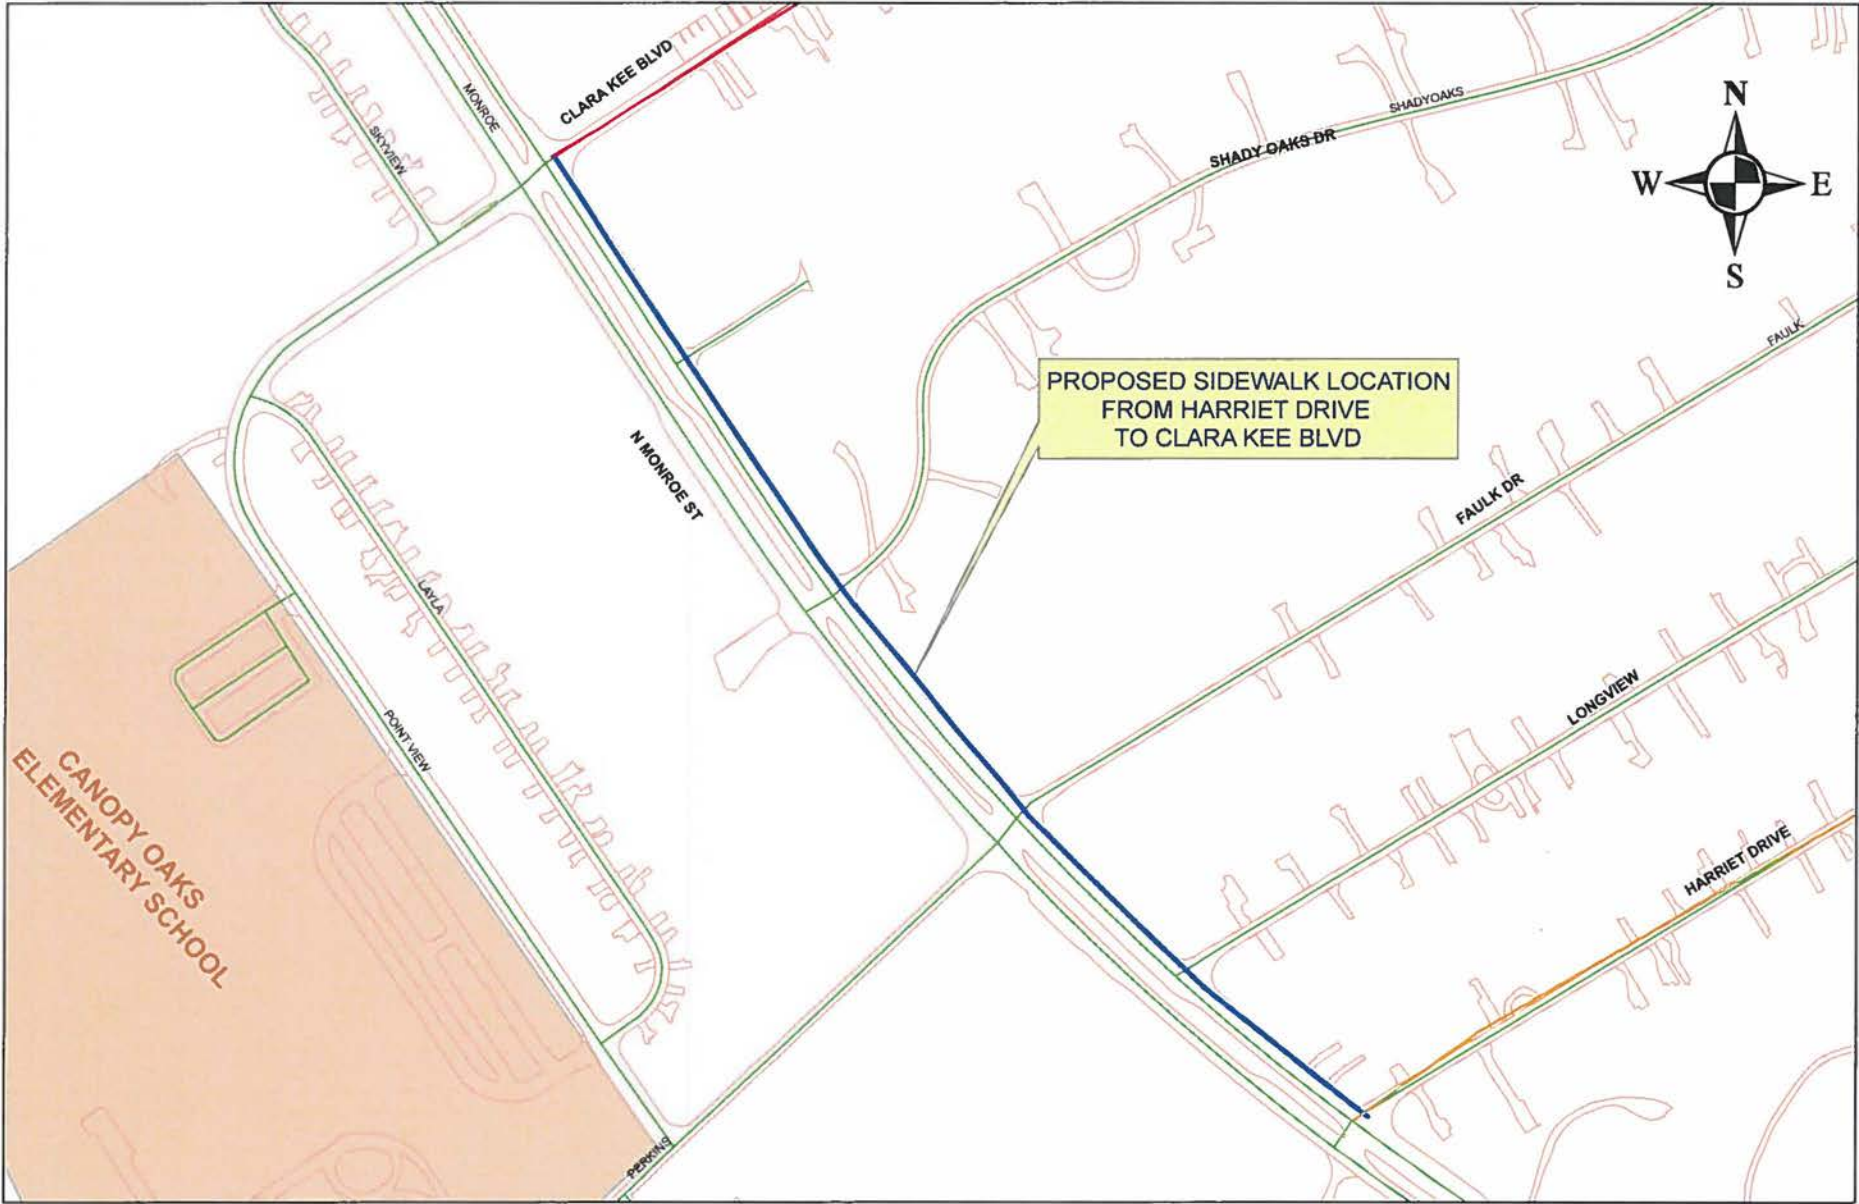 CLARA KEE BLVD
MONROE
SKYVIEW
SHADYOAKS
SHADY OAKS DR
N
W
E
S
FAULK
PROPOSED SIDEWALK LOCATION
FROM HARRIET DRIVE
TO CLARA KEE BLVD
N MONROE ST
FAULK DR
LAYLA
LONGVIEW
POINT VIEW
CANOPY OAKS
ELEMENTARY SCHOOL
HARRIET DRIVE
PERKINS